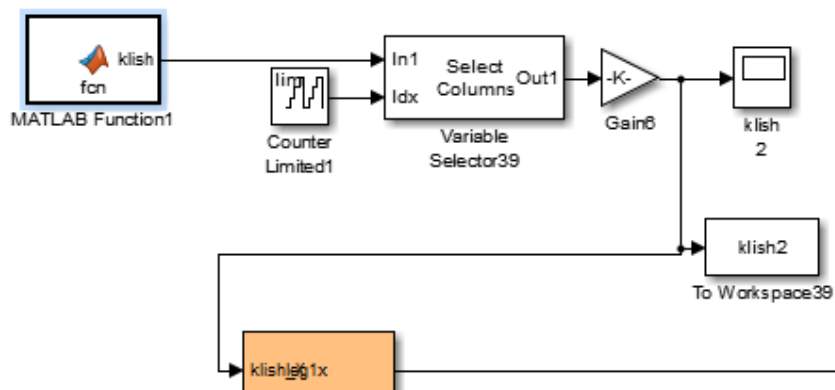 klish
fcn
MATLAB Function1
lim
Counter
Limited1
In1
Idx
Select
Columns
Out1
Variable
Selector39
-K-
Gain6
klish
2
klish2
To Workspace39